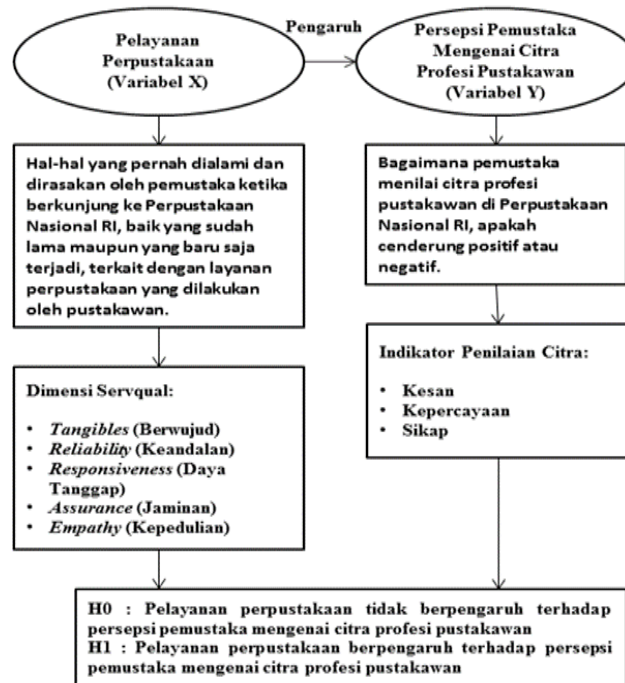 Pelayanan
Perpustakaan
(Variabel X)
Pengaruh
Persepsi Pemustaka
Mengenai Citra
Profesi Pustakawan
(Variabel Y)
Hal-hal yang pernah dialami dan
dirasakan oleh pemustaka ketika
berkunjung ke Perpustakaan
Nasional RI, baik yang sudah
lama maupun yang baru saja
terjadi, terkait dengan layanan
perpustakaan yang dilakukan
oleh pustakawan.
Bagaimana pemustaka
menilai citra profesi
pustakawan di Perpustakaan
Nasional RI, apakah
cenderung positif atau
negatif.
Dimensi Servqual:
• Tangibles (Berwujud)
• Reliability (Keandalan)
• Responsiveness (Daya
Tanggap)
• Assurance (Jaminan)
• Empathy (Kepedulian)
Indikator Penilaian Citra:
• Kesan
• Kepercayaan
• Sikap
H0 : Pelayanan perpustakaan tidak berpengaruh terhadap
persepsi pemustaka mengenai citra profesi pustakawan
H1 : Pelayanan perpustakaan berpengaruh terhadap persepsi
pemustaka mengenai citra profesi pustakawan